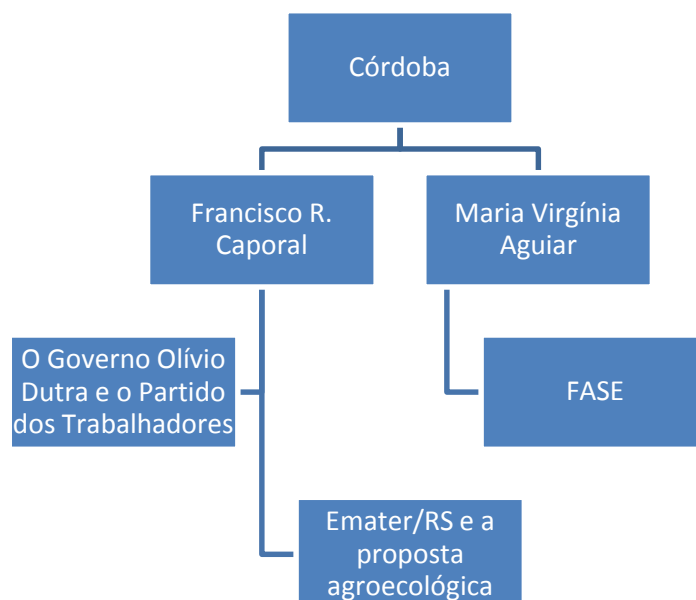 Córdoba
Francisco R.
Caporal
Maria Virgínia
Aguiar
O Governo Olívio
Dutra e o Partido
dos Trabalhadores
FASE
Emater/RS e a
proposta
agroecológica